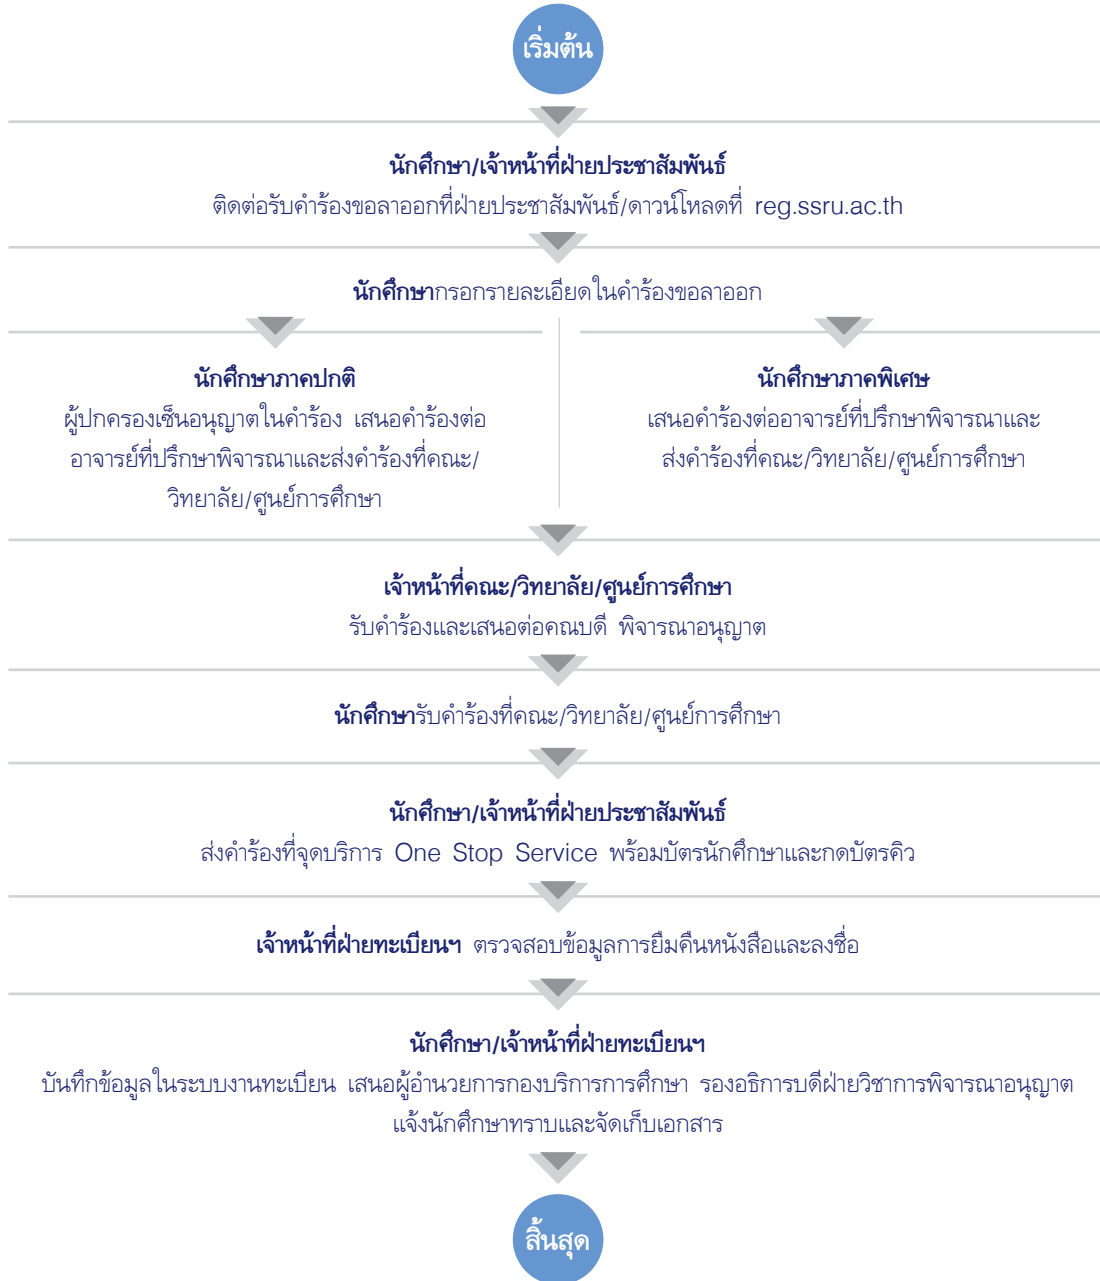 เริ่มต้น
นักศึกษา/เจ้าหน้าที่ฝ่ายประชาสัมพันธ์
ติดต่อรับคำร้องขอลาออกที่ฝ่ายประชาสัมพันธ์/ดาวน์โหลดที่ reg.ssru.ac.th
นักศึกษากรอกรายละเอียดในคำร้องขอลาออก
นักศึกษาภาคปกติ
ผู้ปกครองเซ็นอนุญาตในคำร้อง เสนอคำร้องต่อ
อาจารย์ที่ปรึกษาพิจารณาและส่งคำร้องที่คณะ/
วิทยาลัย/ศูนย์การศึกษา
นักศึกษาภาคพิเศษ
เสนอคำร้องต่ออาจารย์ที่ปรึกษาพิจารณาและ
ส่งคำร้องที่คณะ/วิทยาลัย/ศูนย์การศึกษา
เจ้าหน้าที่คณะ/วิทยาลัย/ศูนย์การศึกษา
รับคำร้องและเสนอต่อคณบดี พิจารณาอนุญาต
นักศึกษารับคำร้องที่คณะ/วิทยาลัย/ศูนย์การศึกษา
นักศึกษา/เจ้าหน้าที่ฝ่ายประชาสัมพันธ์
ส่งคำร้องที่จุดบริการ One Stop Service พร้อมบัตรนักศึกษาและกดบัตรคิว
เจ้าหน้าที่ฝ่ายทะเบียนฯ ตรวจสอบข้อมูลการยืมคืนหนังสือและลงชื่อ
นักศึกษา/เจ้าหน้าที่ฝ่ายทะเบียนฯ
บันทึกข้อมูลในระบบงานทะเบียน เสนอผู้อำนวยการกองบริการการศึกษา รองอธิการบดีฝ่ายวิชาการพิจารณาอนุญาต
แจ้งนักศึกษาทราบและจัดเก็บเอกสาร
สิ้นสุด